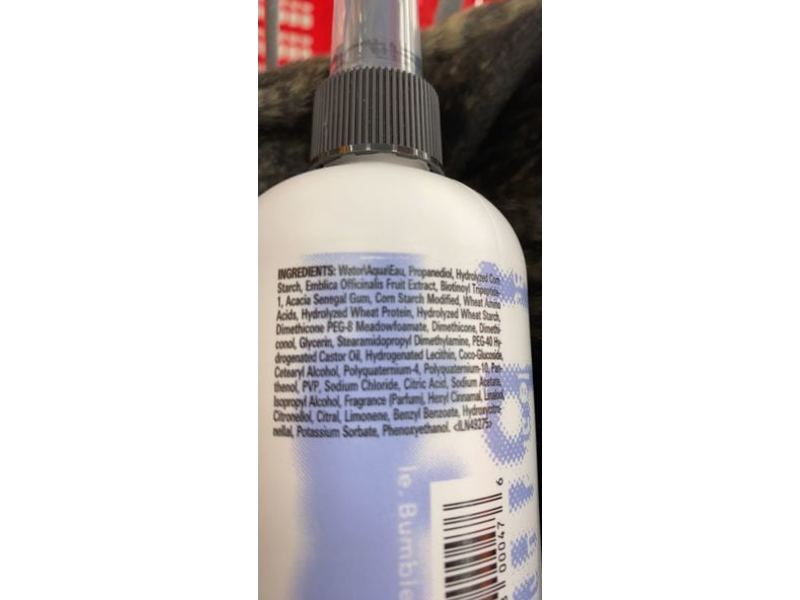 INGREDIENTS: Water\Aqua\Eau, Propanediol, Hydrolyzed Corn
Starch, Emblica Officinalis Fruit Extract, Biotinoyl Tripeptide-
1, Acacia Senegal Gum, Corn Starch Modified, Wheat Amino
Acids, Hydrolyzed Wheat Protein, Hydrolyzed Wheat Starch,
Dimethicone PEG-8 Meadowfoamate, Dimethicone, Dimethi-
conol, Glycerin, Stearamidopropyl Dimethylamine, PEG-40 Hy-
drogenated Castor Oil, Hydrogenated Lecithin, Coco-Glucoside,
Cetearyl Alcohol, Polyquaternium-4, Polyquaternium-10, Pan-
thenol, PVP, Sodium Chloride, Citric Acid, Sodium Acetate,
Isopropyl Alcohol, Fragrance (Parfum), Hexyl Cinnamal, Linalool,
Citronellol, Citral, Limonene, Benzyl Benzoate, Hydroxycitro-
nellal, Potassium Sorbate, Phenoxyethanol. <ILN49275>
le.Bumble
00047 6